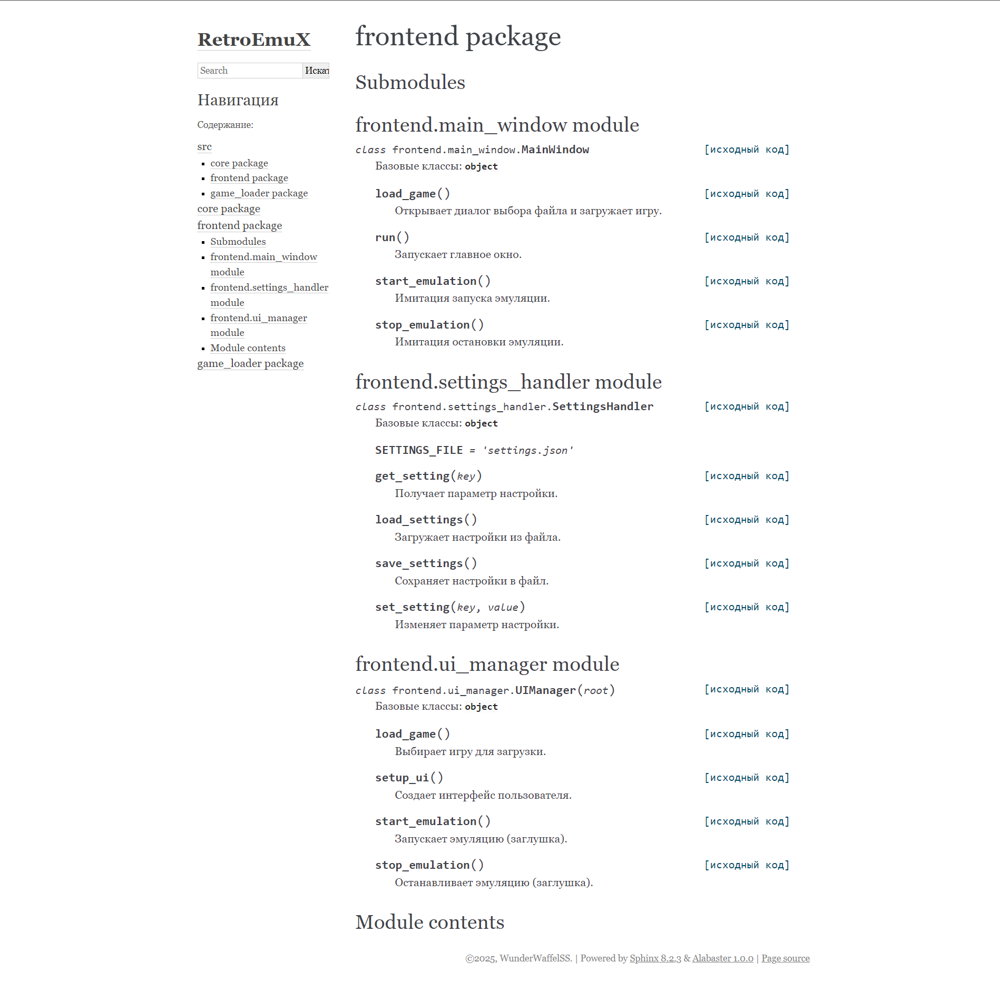 RetroEmuX
Search
Искат
Навигация
Содержание:
src
core package
frontend package
game_loader package
core package
frontend package
Submodules
frontend.main_window
module
frontend.settings_handler
module
frontend.ui_manager
module
Module contents
game_loader package
frontend package
Submodules
frontend.main_window module
class frontend.main_window.MainWindow [исходный код]
Базовые классы: object
load_game() [исходный код]
Открывает диалог выбора файла и загружает игру.
run() [исходный код]
Запускает главное окно.
start_emulation() [исходный код]
Имитация запуска эмуляции.
stop_emulation() [исходный код]
Имитация остановки эмуляции.
frontend.settings_handler module
class frontend.settings_handler.SettingsHandler [исходный код]
Базовые классы: object
SETTINGS_FILE = 'settings.json'
get_setting(key) [исходный код]
Получает параметр настройки.
load_settings() [исходный код]
Загружает настройки из файла.
save_settings() [исходный код]
Сохраняет настройки в файл.
set_setting(key, value) [исходный код]
Изменяет параметр настройки.
frontend.ui_manager module
class frontend.ui_manager.UIManager(root) [исходный код]
Базовые классы: object
load_game() [исходный код]
Выбирает игру для загрузки.
setup_ui() [исходный код]
Создает интерфейс пользователя.
start_emulation() [исходный код]
Запускает эмуляцию (заглушка).
stop_emulation() [исходный код]
Останавливает эмуляцию (заглушка).
Module contents
©2025, WunderWaffelSS. | Powered by Sphinx 8.2.3 & Alabaster 1.0.0 | Page source